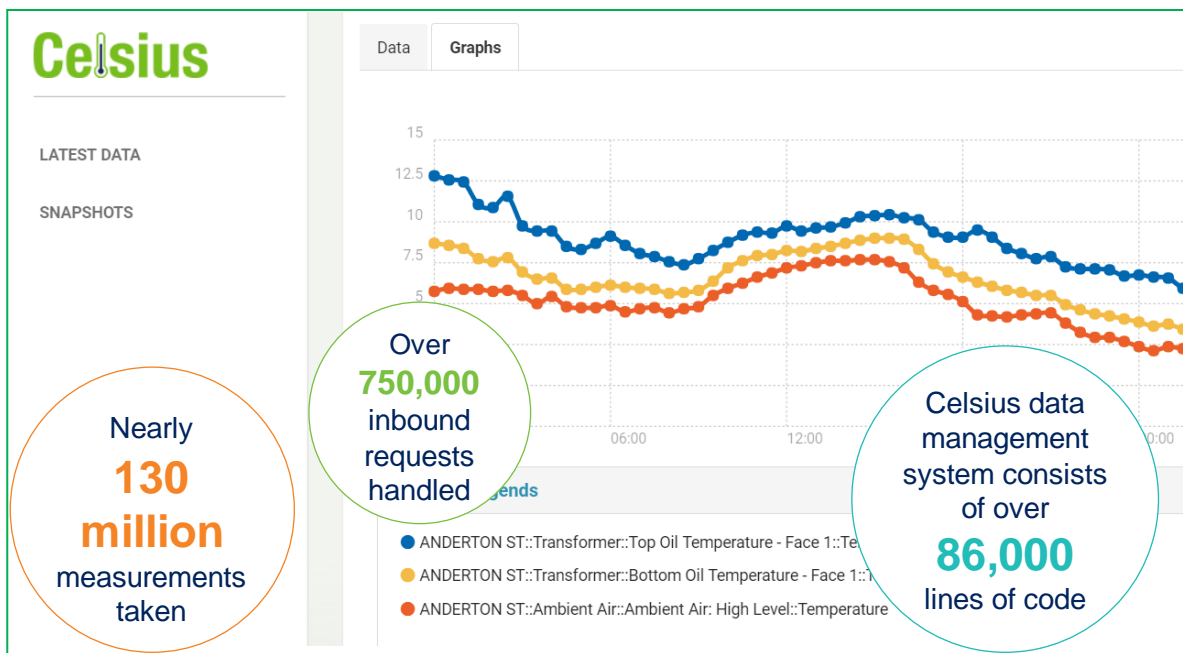 Celsius
LATEST DATA
SNAPSHOTS
Data
Graphs
15
12.5
10
7.5
5
06:00
12:00
Over
750,000
inbound
requests
handled
Nearly
130
million
measurements
taken
Celsius data
management
system consists
of over
86,000
lines of code
ANDERTON ST::Transformer::Top Oil Temperature - Face 1::
ANDERTON ST::Transformer::Bottom Oil Temperature - Face 1::
ANDERTON ST::Ambient Air::Ambient Air: High Level::Temperature